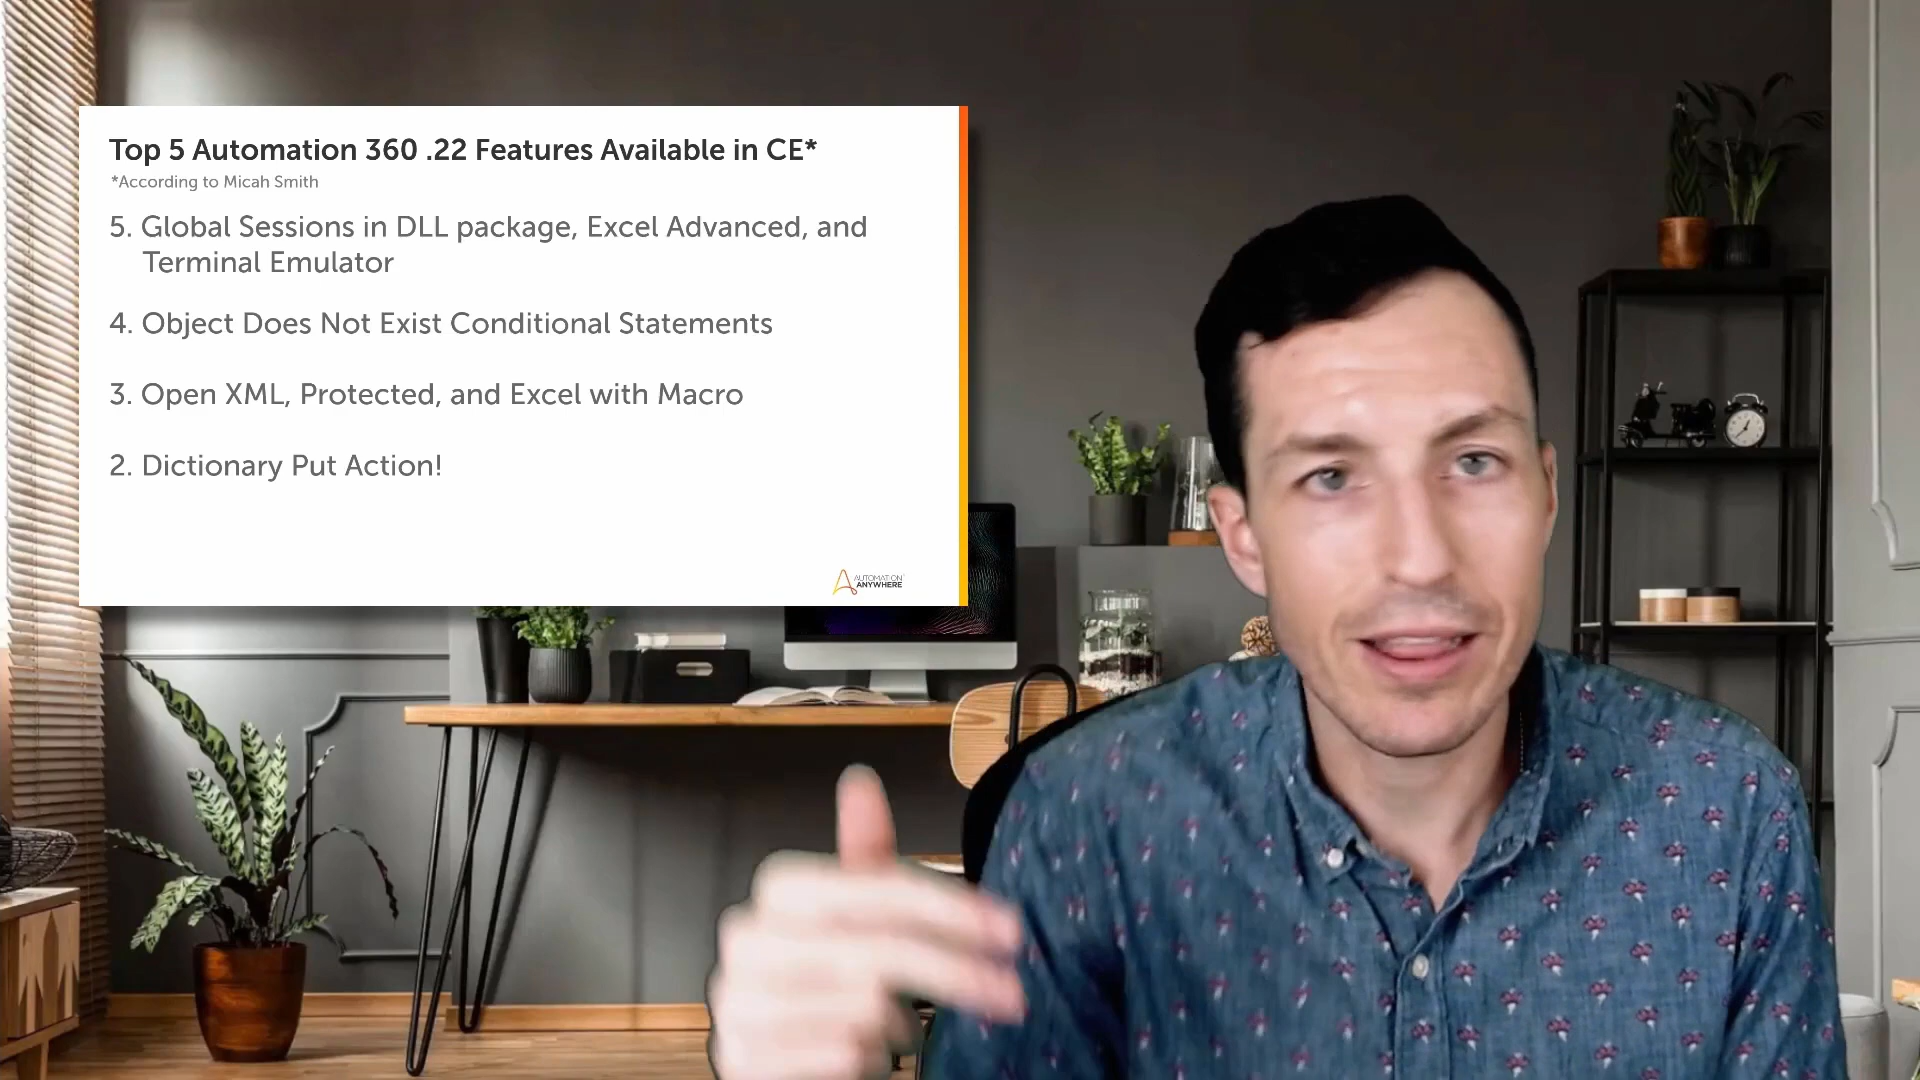 Top 5 Automation 360 .22 Features Available in CE*
*According to Micah Smith
5. Global Sessions in DLL package, Excel Advanced, and
Terminal Emulator
4. Object Does Not Exist Conditional Statements
3. Open XML, Protected, and Excel with Macro
2. Dictionary Put Action!
AUTOMATION
ANYWHERE